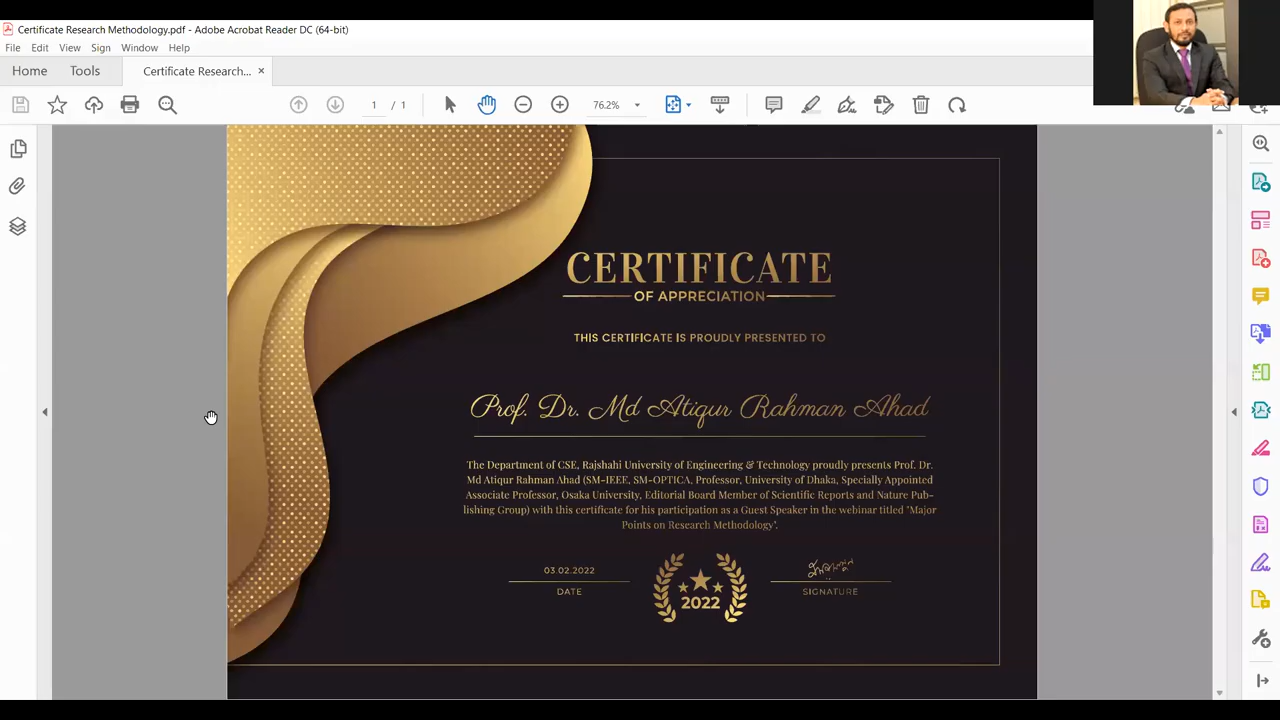 Certificate Research Methodology.pdf - Adobe Acrobat Reader DC (64-bit)
File Edit View Sign Window Help
Home Tools Certificate Research... ×
1 / 1 76.2%
CERTIFICATE
OF APPRECIATION
THIS CERTIFICATE IS PROUDLY PRESENTED TO
Prof. Dr. Md Atiqur Rahman Ahad
The Department of CSE, Rajshahi University of Engineering & Technology proudly presents Prof. Dr.
Md Atiqur Rahman Ahad (SM-IEEE, SM-OPTICA, Professor, University of Dhaka, Specially Appointed
Associate Professor, Osaka University, Editorial Board Member of Scientific Reports and Nature Pub-
lishing Group) with this certificate for his participation as a Guest Speaker in the webinar titled "Major
Points on Research Methodology".
03.02.2022
DATE
2022
SIGNATURE